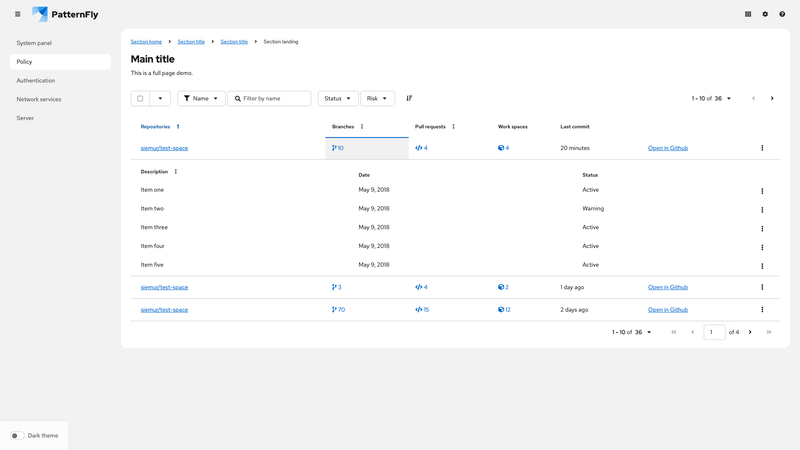 PatternFly
System panel
Policy
Authentication
Network services
Server
Section home > Section title > Section title > Section landing
Main title
This is a full page demo.
Name Filter by name Status Risk 1 - 10 of 36
Repositories Branches Pull requests Work spaces Last commit
siemur/test-space 10 4 4 20 minutes Open in Github
Description Date Status
Item one May 9, 2018 Active
Item two May 9, 2018 Warning
Item three May 9, 2018 Active
Item four May 9, 2018 Active
Item five May 9, 2018 Active
siemur/test-space 3 4 2 1 day ago Open in Github
siemur/test-space 70 15 12 2 days ago Open in Github
1 - 10 of 36 1 of 4
Dark theme